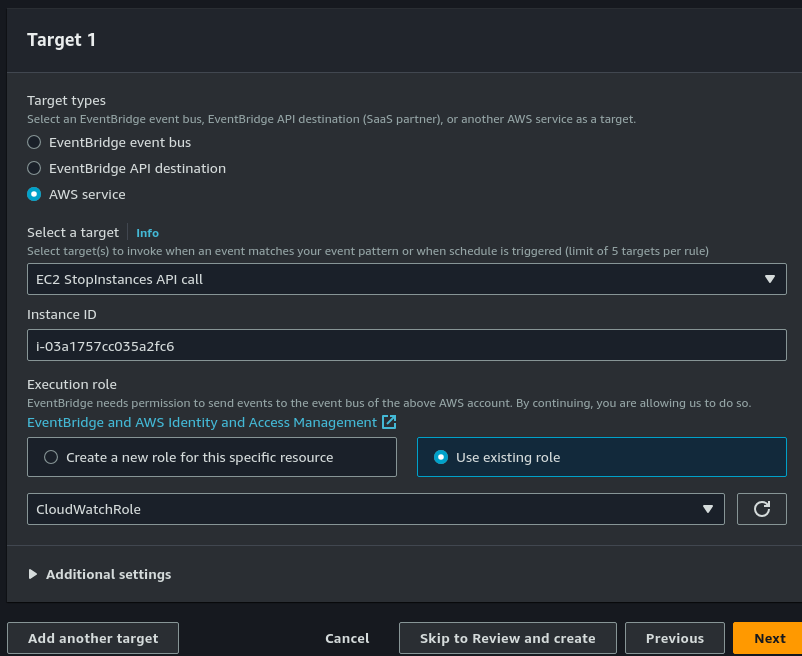 Target 1
Target types
Select an EventBridge event bus, EventBridge API destination (SaaS partner), or another AWS service as a target.
EventBridge event bus
EventBridge API destination
AWS service
Select a target Info
Select target(s) to invoke when an event matches your event pattern or when schedule is triggered (limit of 5 targets per rule)
EC2 StopInstances API call
Instance ID
i-03a1757cc035a2fc6
Execution role
EventBridge needs permission to send events to the event bus of the above AWS account. By continuing, you are allowing us to do so.
EventBridge and AWS Identity and Access Management
Create a new role for this specific resource Use existing role
CloudWatchRole
Additional settings
Add another target Cancel Skip to Review and create Previous Next